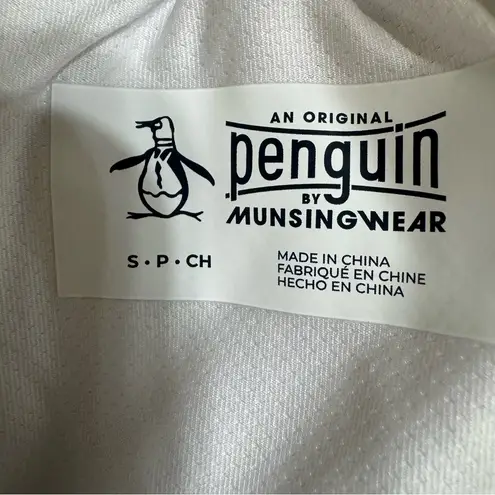 AN ORIGINAL
penguin
BY
MUNSINGWEAR
S • P • CH
MADE IN CHINA
FABRIQUÉ EN CHINE
HECHO EN CHINA